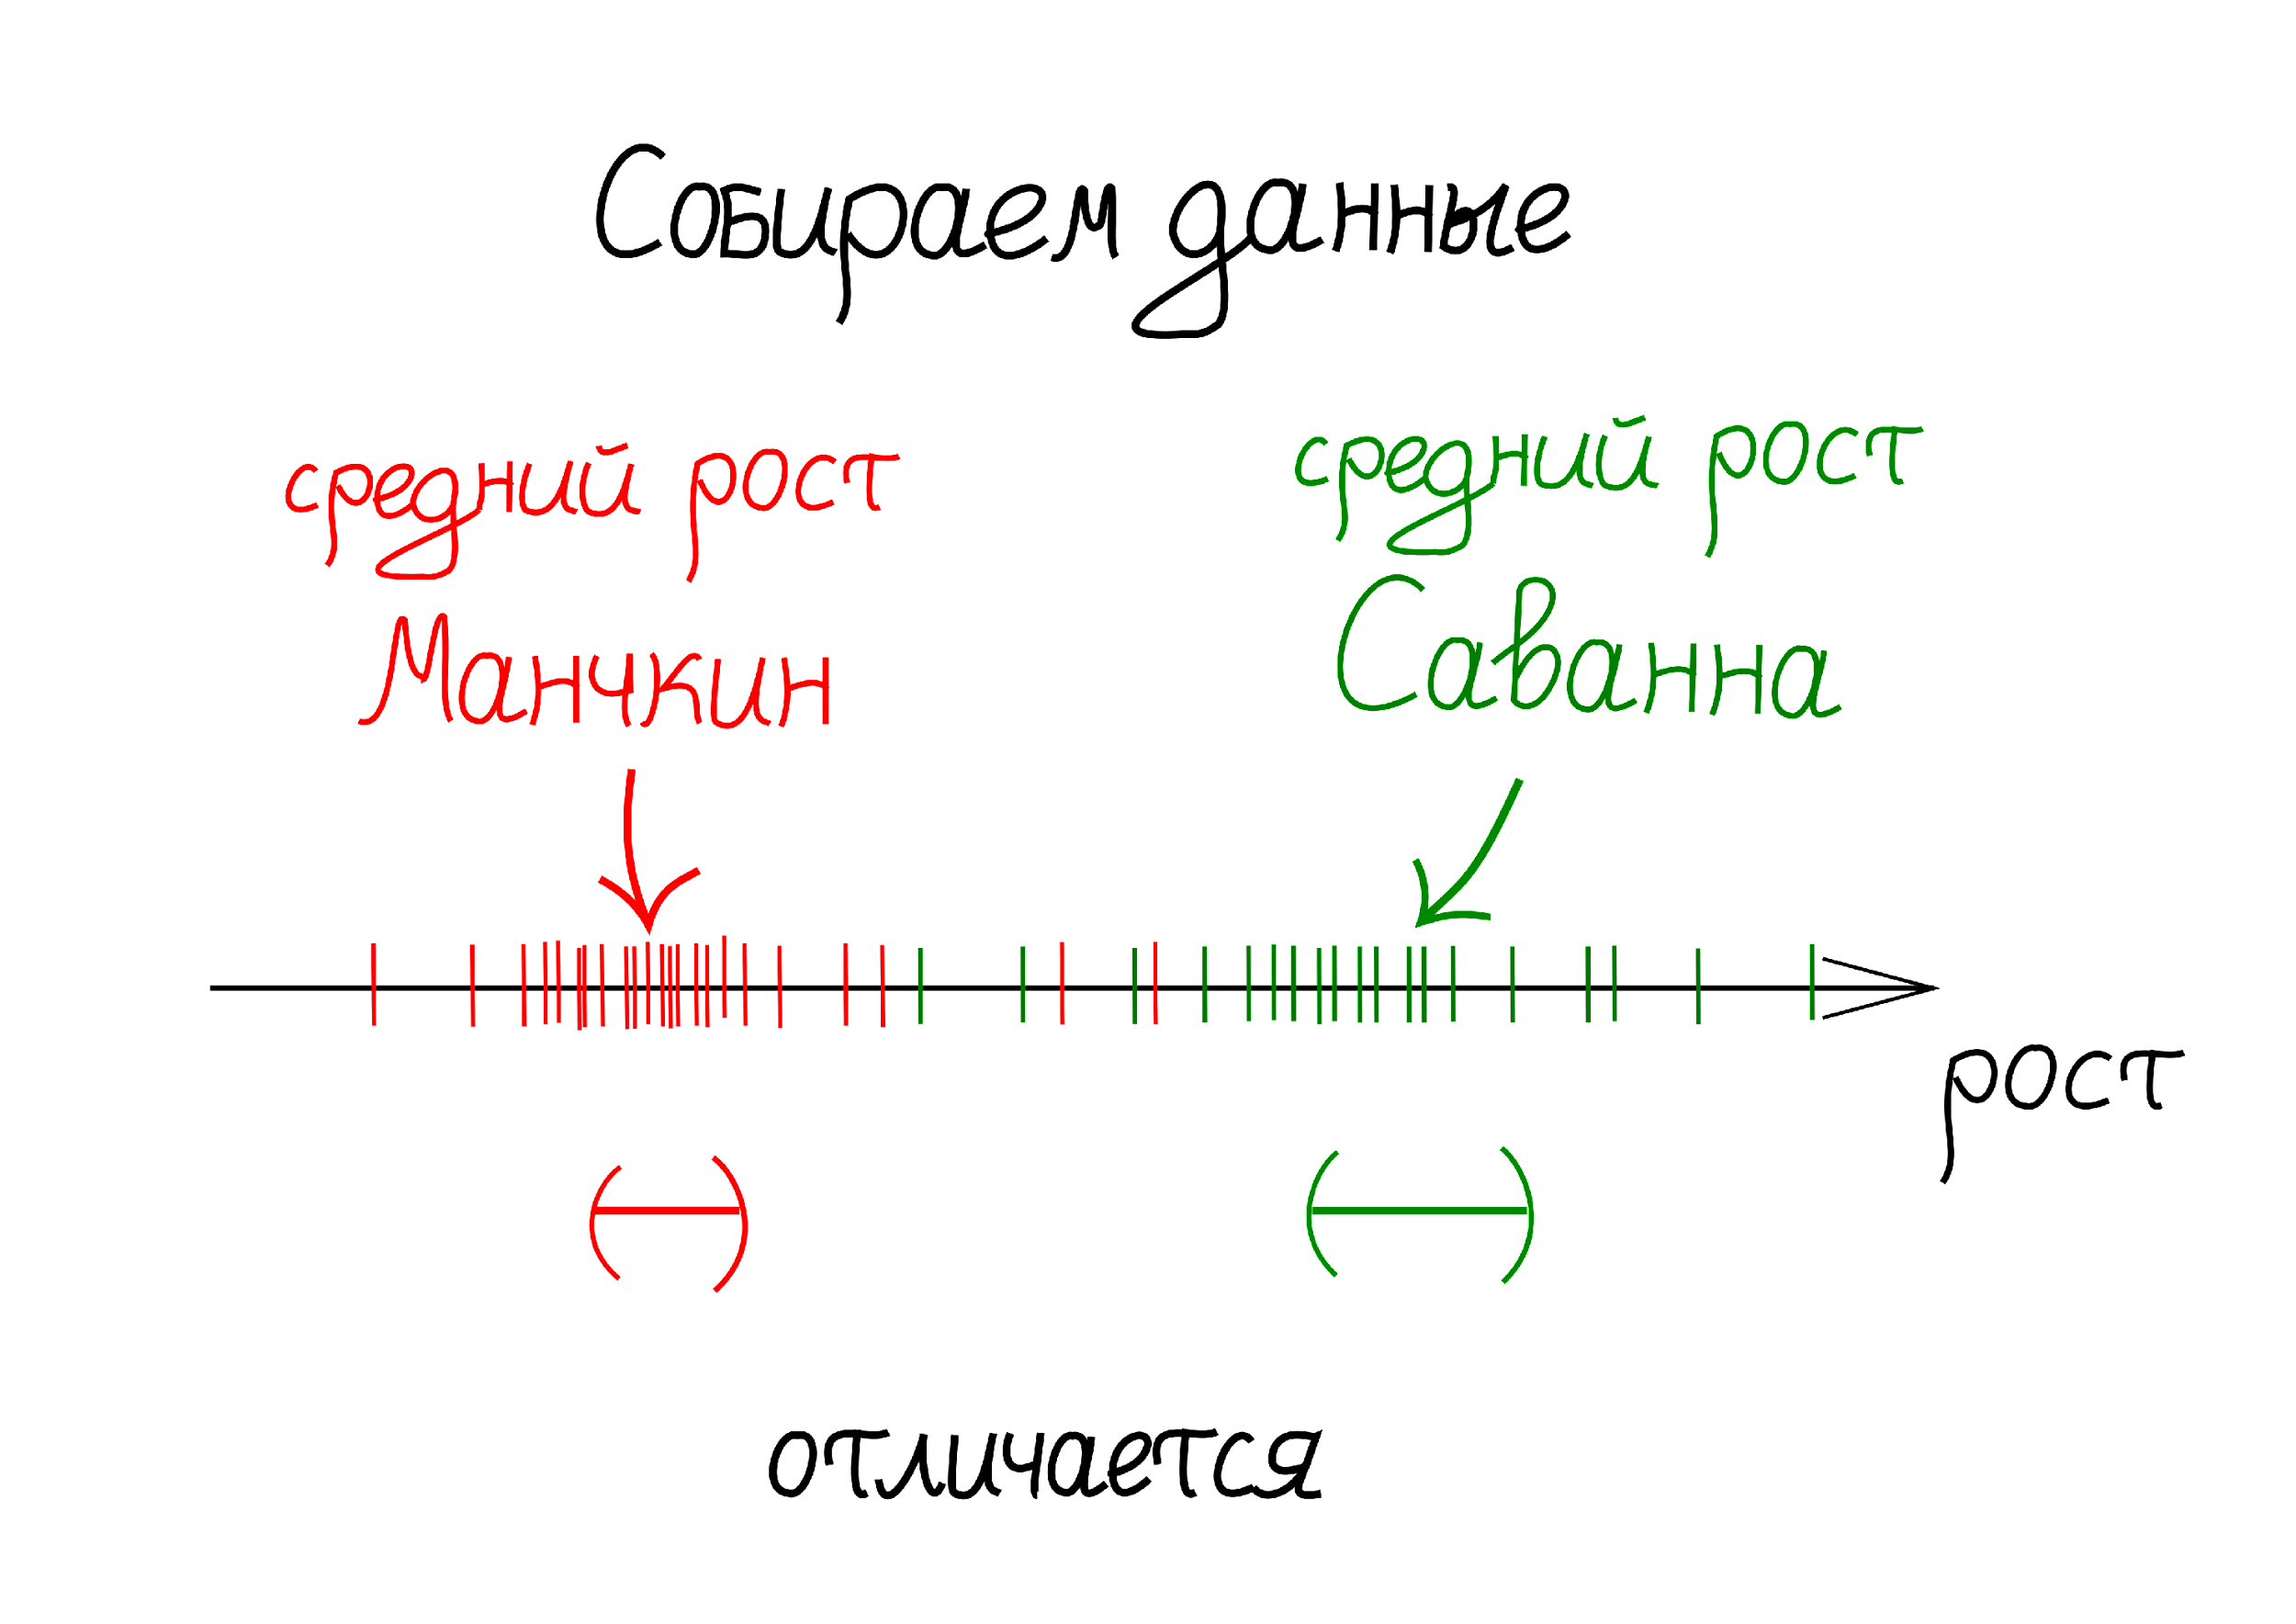 Собираем данные
средний рост
Манчкин
средний рост
Саванна
рост
отличается